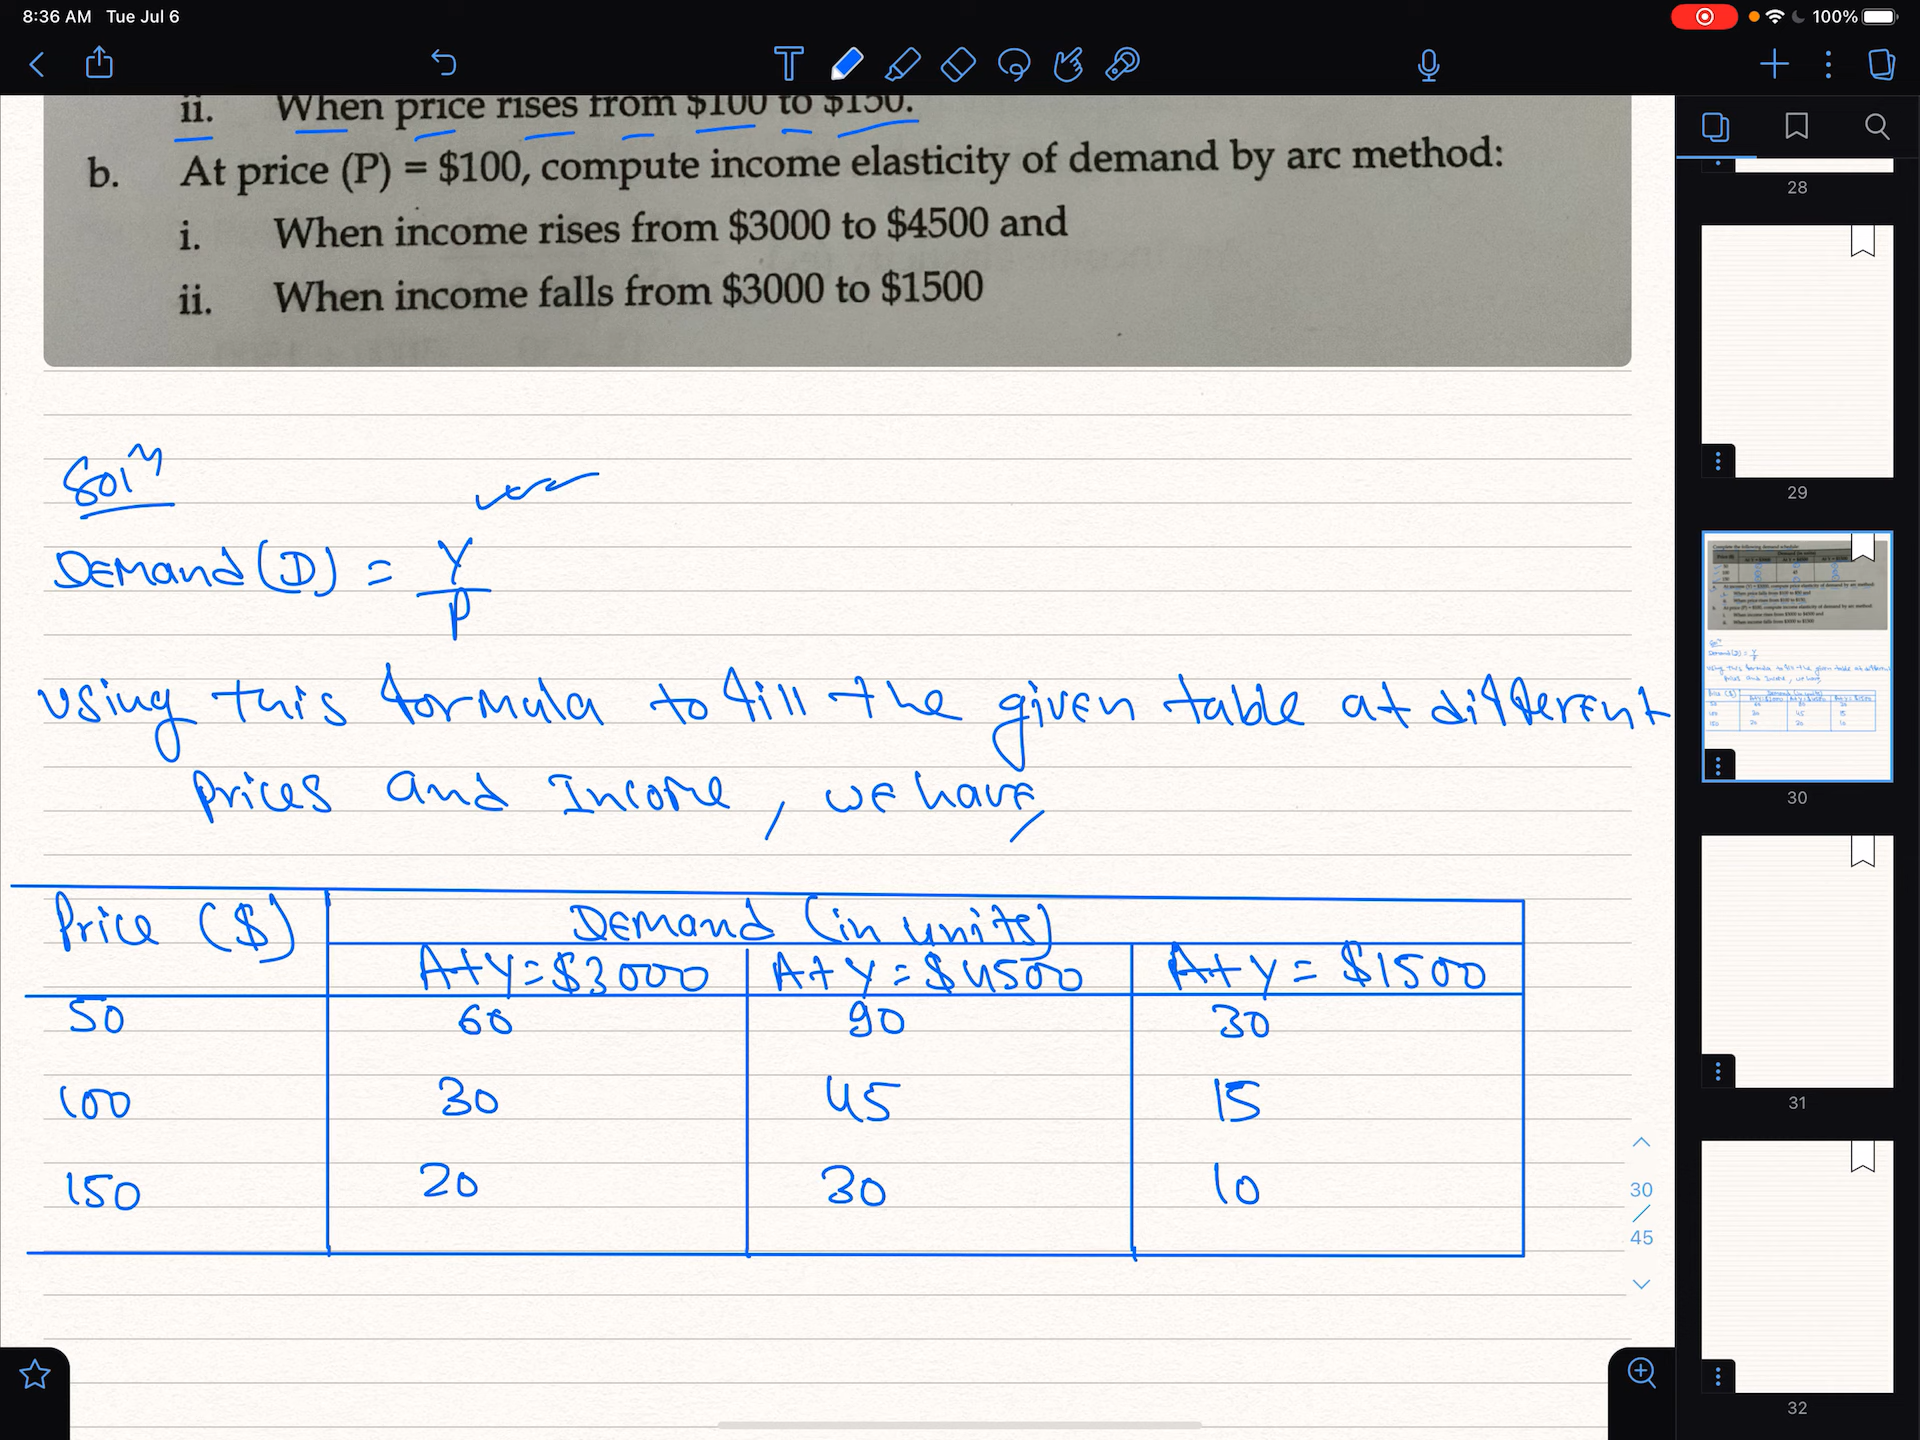 8:36 AM Tue Jul 6
100%
ii. When price rises from $100 to $150.
b. At price (P) = $100, compute income elasticity of demand by arc method:
i. When income rises from $3000 to $4500 and
ii. When income falls from $3000 to $1500
Solⁿ
Demand (D) = Y/P
using this formula to fill the given table at different
prices and Income, we have,
Price ($) Demand (in units)
At Y = $3000 At Y = $4500 At Y = $1500
50 60 90 30
100 30 45 15
150 20 30 10
30
/
45
28
29
30
31
32